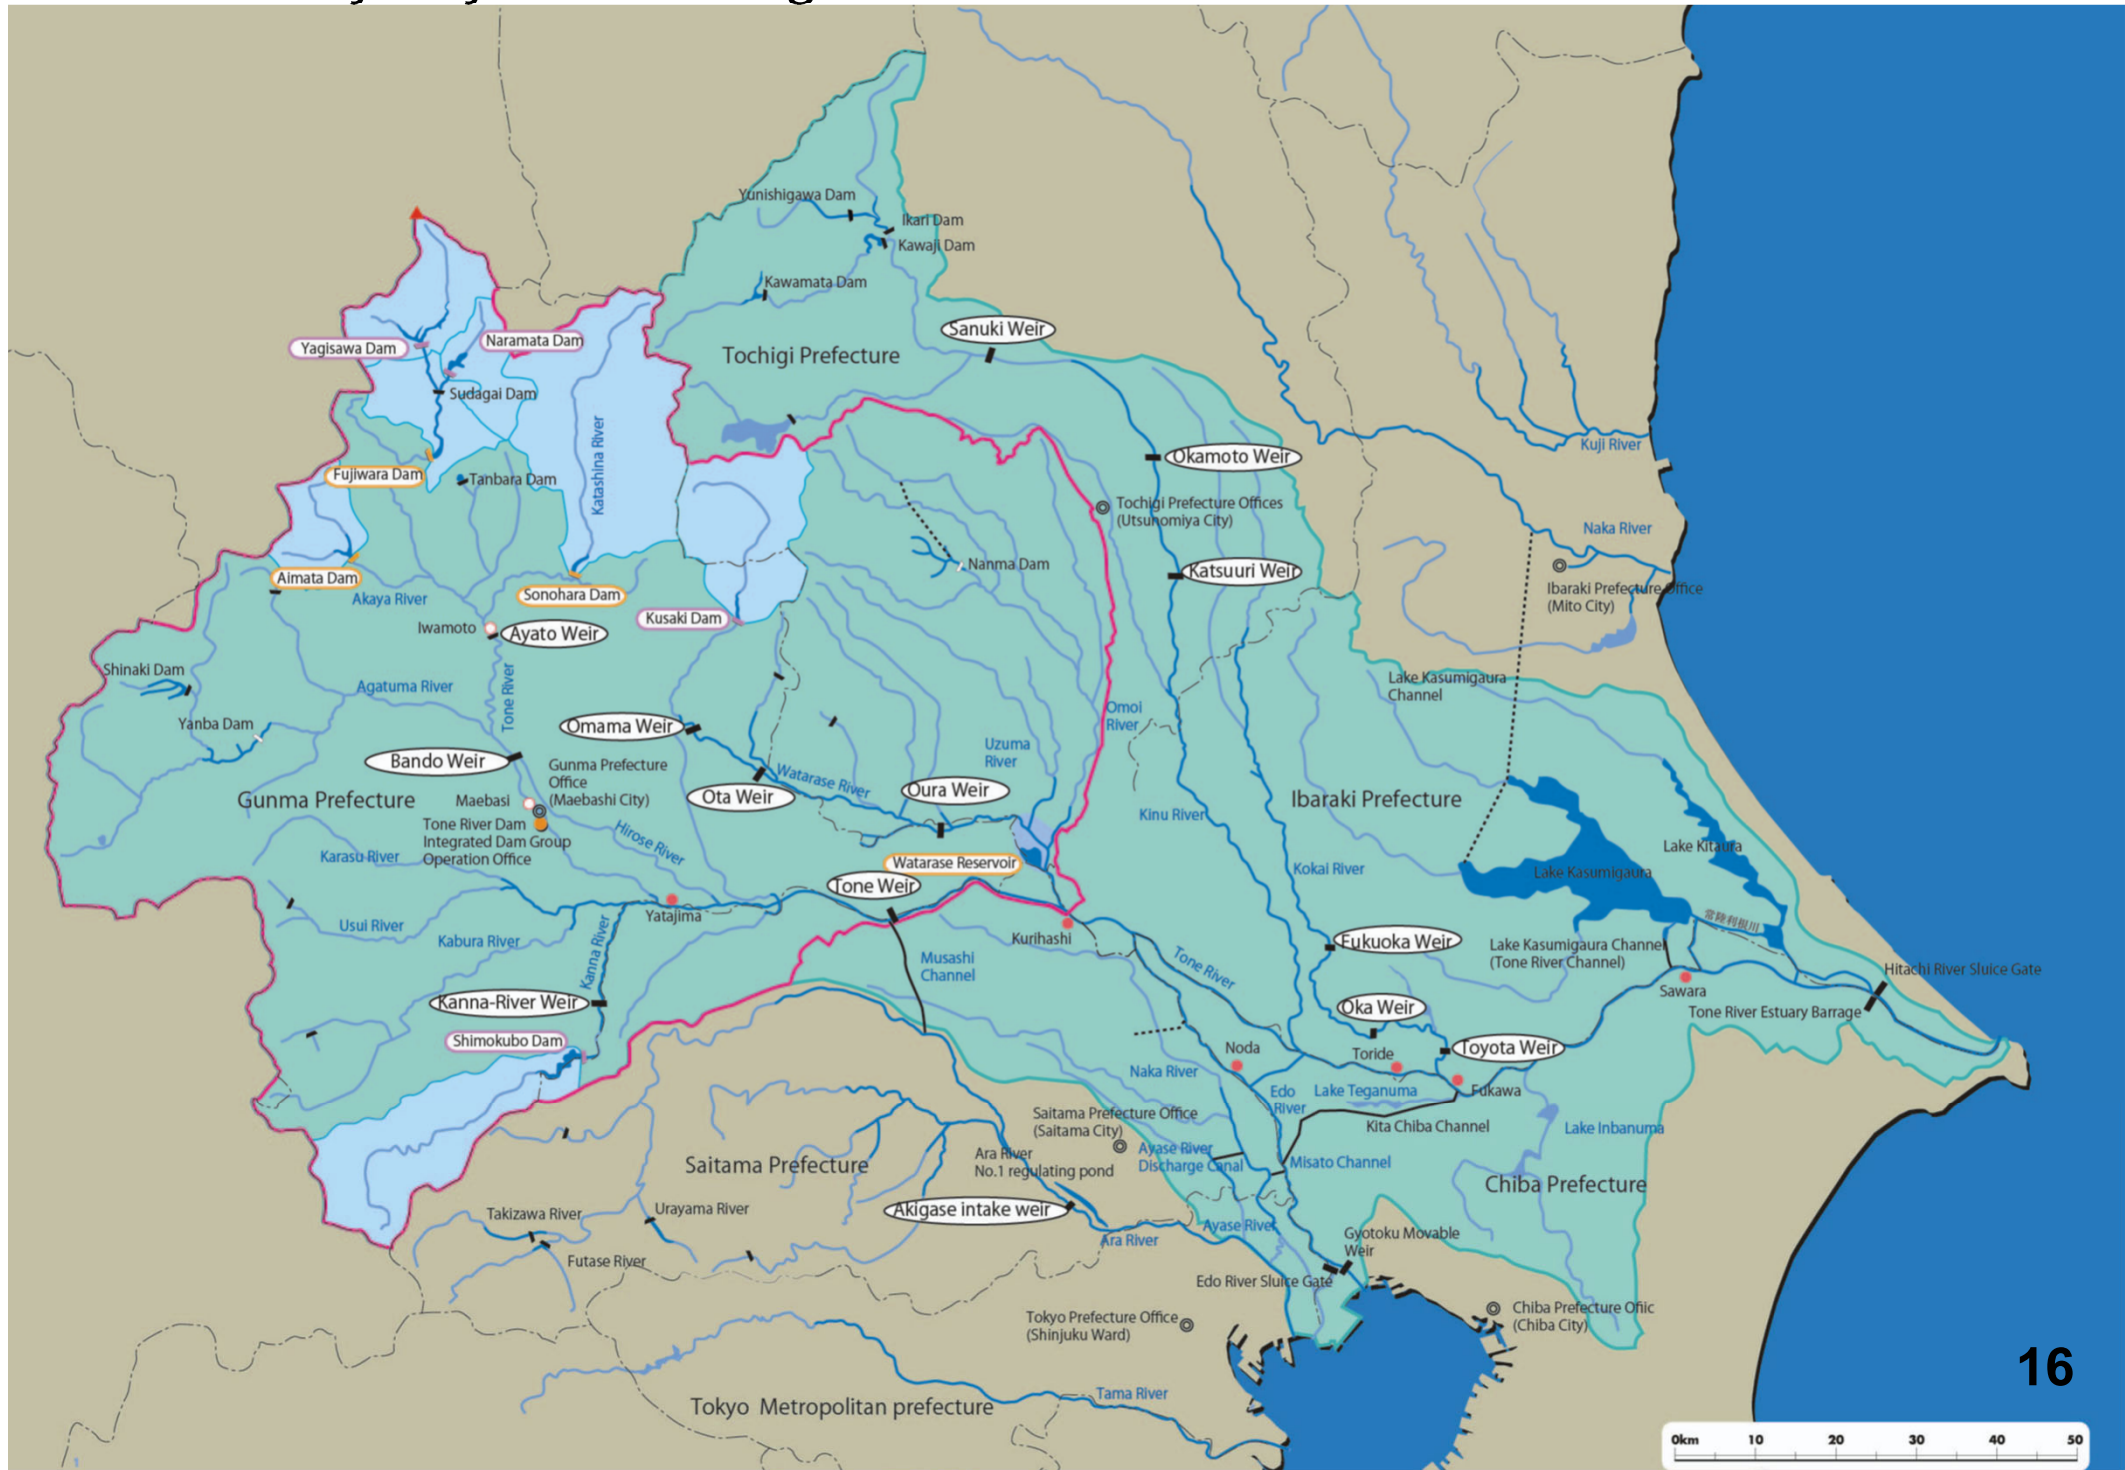 Yunishigawa Dam
Ikari Dam
Kawaji Dam
Kawamata Dam
Sanuki Weir
Yagisawa Dam
Naramata Dam
Tochigi Prefecture
Sudagai Dam
Kuji River
Okamoto Weir
Katashina River
Fujiwara Dam
Tanbara Dam
Tochigi Prefecture Offices
(Utsunomiya City)
Naka River
Nanma Dam
Katsuuri Weir
Aimata Dam
Akaya River
Sonohara Dam
Ibaraki Prefecture Office
(Mito City)
Kusaki Dam
Iwamoto
Ayato Weir
Shinaki Dam
Agatuma River
Tone River
Lake Kasumigaura
Channel
Omoi
River
Yanba Dam
Omama Weir
Bando Weir
Uzuma
River
Gunma Prefecture
Office
(Maebashi City)
Watarase River
Ota Weir
Oura Weir
Gunma Prefecture
Maebasi
Ibaraki Prefecture
Kinu River
Tone River Dam
Integrated Dam Group
Operation Office
Hirose River
Karasu River
Lake Kitaura
Watarase Reservoir
Kokai River
Lake Kasumigaura
Tone Weir
Yatajima
常陸利根川
Usui River
Kabura River
Kanna River
Kurihashi
Fukuoka Weir
Lake Kasumigaura Channel
(Tone River Channel)
Musashi
Channel
Tone River
Hitachi River Sluice Gate
Sawara
Kanna-River Weir
Oka Weir
Tone River Estuary Barrage
Shimokubo Dam
Noda
Toride
Toyota Weir
Naka River
Edo
River
Lake Teganuma
Fukawa
Saitama Prefecture Office
(Saitama City)
Kita Chiba Channel
Lake Inbanuma
Ara River
No.1 regulating pond
Ayase River
Discharge Canal
Misato Channel
Saitama Prefecture
Chiba Prefecture
Takizawa River
Urayama River
Akigase intake weir
Ayase River
Ara River
Gyotoku Movable
Weir
Futase River
Edo River Sluice Gate
Tokyo Prefecture Office
(Shinjuku Ward)
Chiba Prefecture Ofiic
(Chiba City)
16
Tama River
Tokyo Metropolitan prefecture
0km 10 20 30 40 50